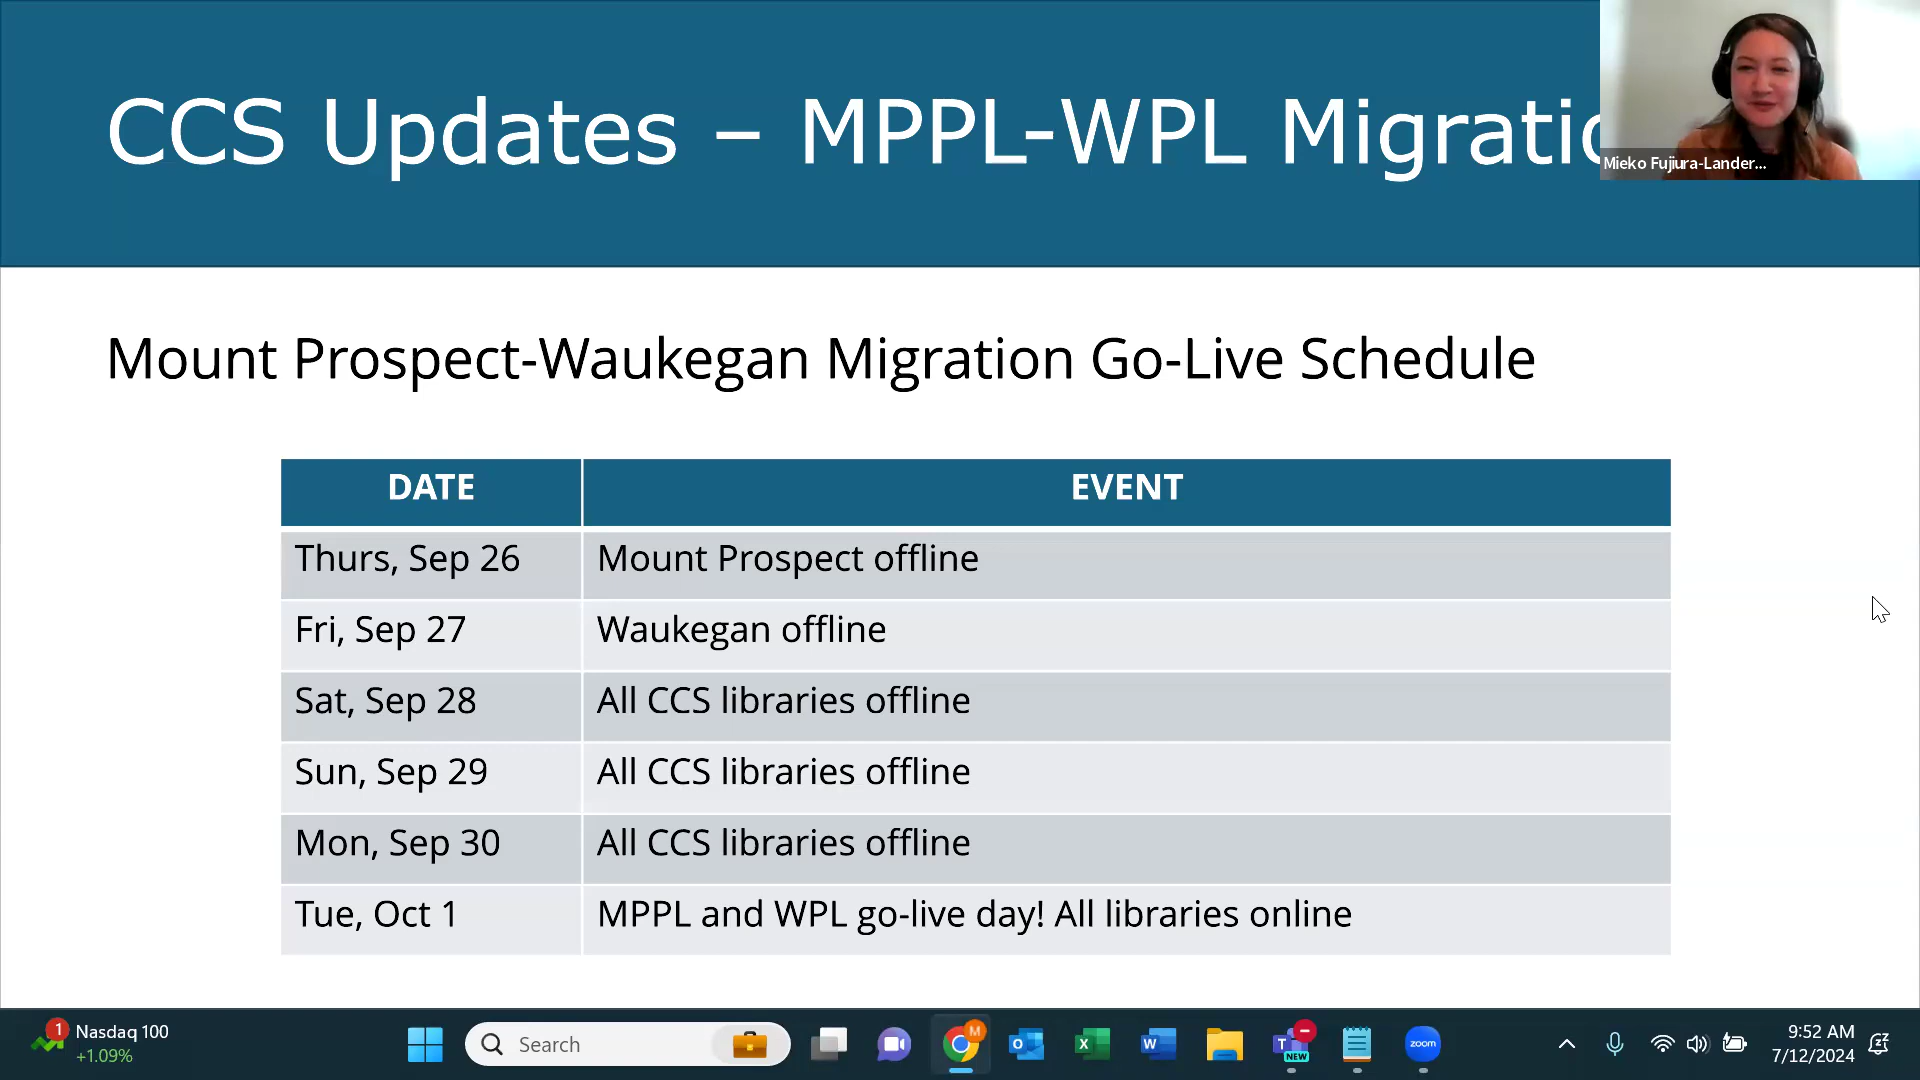 CCS Updates – MPPL-WPL Migratio
Mieko Fujiura-Lander...
Mount Prospect-Waukegan Migration Go-Live Schedule
DATE EVENT
Thurs, Sep 26 Mount Prospect offline
Fri, Sep 27 Waukegan offline
Sat, Sep 28 All CCS libraries offline
Sun, Sep 29 All CCS libraries offline
Mon, Sep 30 All CCS libraries offline
Tue, Oct 1 MPPL and WPL go-live day! All libraries online
1 Nasdaq 100
+1.09%
Search
M
O
X
W
T
NEW
zoom
9:52 AM
7/12/2024